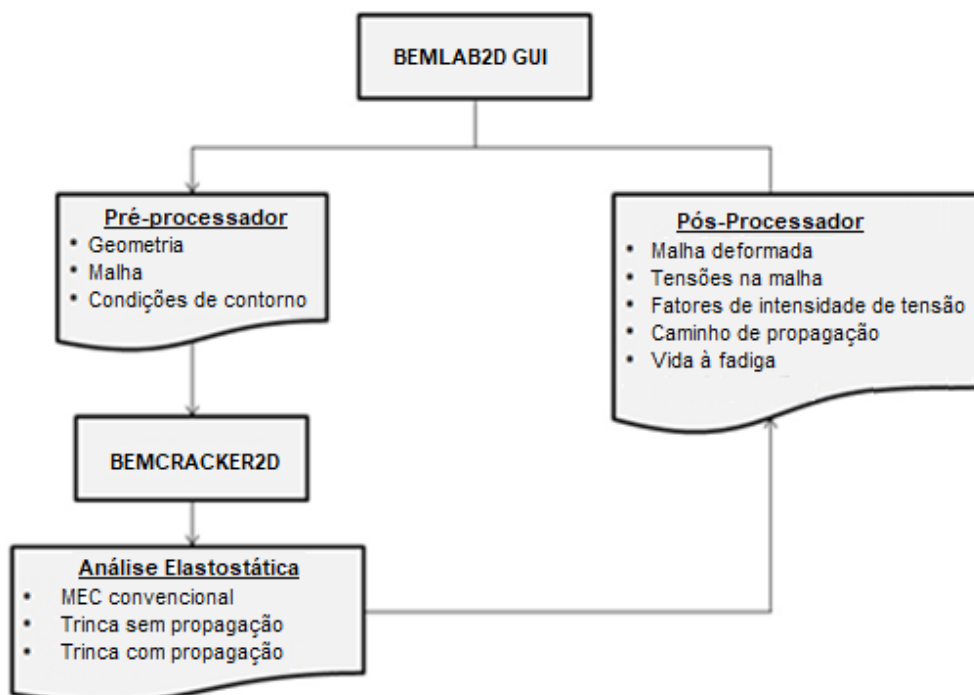 BEMLAB2D GUI
Pré-processador
• Geometria
• Malha
• Condições de contorno
BEMCRACKER2D
Análise Elastostática
• MEC convencional
• Trinca sem propagação
• Trinca com propagação
Pós-Processador
• Malha deformada
• Tensões na malha
• Fatores de intensidade de tensão
• Caminho de propagação
• Vida à fadiga